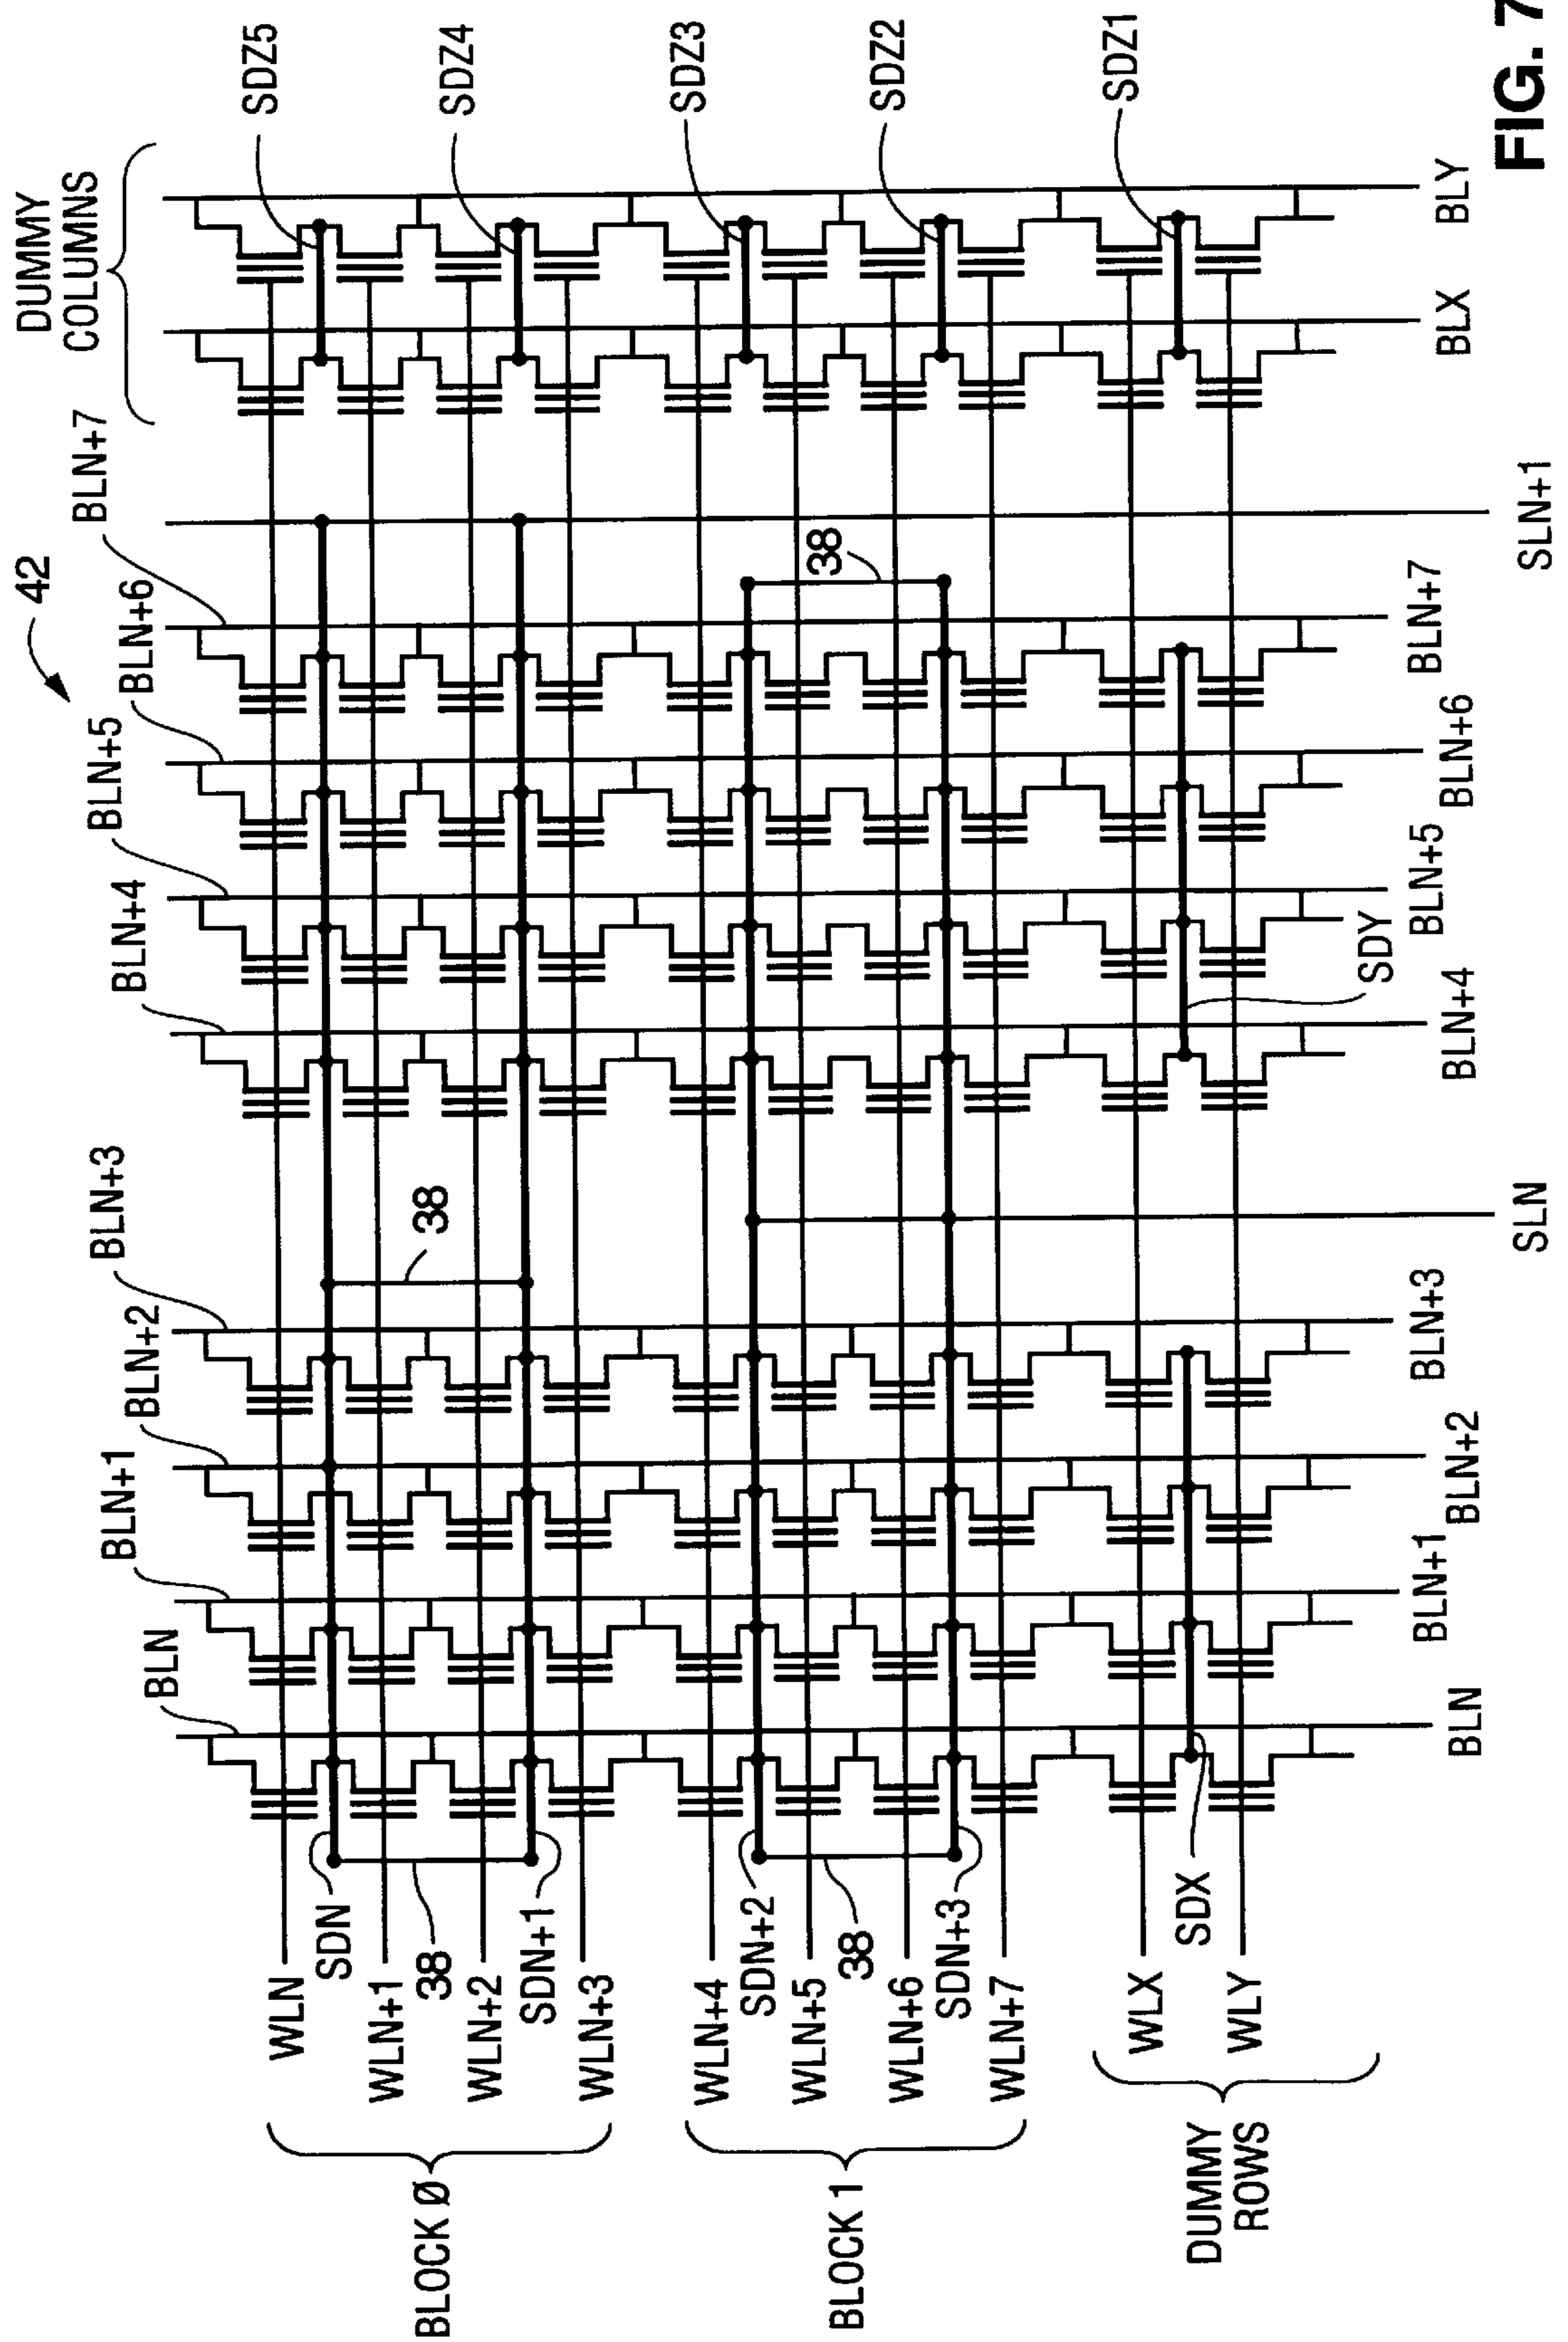 DUMMY
COLUMNS
SDZ5
SDZ4
SDZ3
SDZ2
SDZ1
42
BLN
BLN+1
BLN+2
BLN+3
BLN+4
BLN+5
BLN+6
BLN+7
BLOCK Ø
WLN
SDN
WLN+1
38
WLN+2
SDN+1
WLN+3
38
BLOCK 1
WLN+4
SDN+2
WLN+5
38
WLN+6
SDN+3
WLN+7
38
DUMMY
ROWS
WLX
SDX
WLY
SDY
BLN
BLN+1
BLN+2
BLN+3
SLN
BLN+4
BLN+5
BLN+6
BLN+7
SLN+1
BLX
BLY
FIG. 7